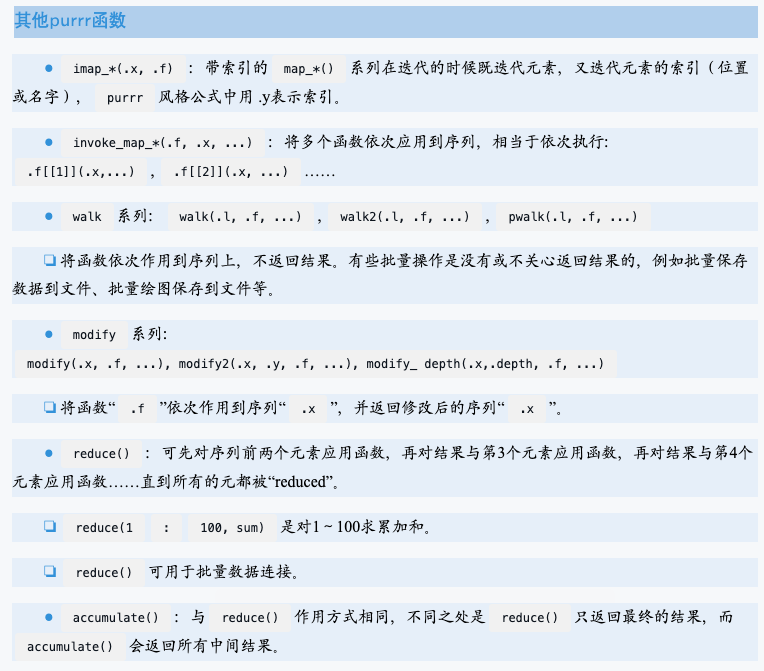 其他purrr函数
● imap_*(.x, .f) ：带索引的 map_*() 系列在迭代的时候既迭代元素，又迭代元素的索引（位置
或名字）， purrr 风格公式中用 .y表示索引。
● invoke_map_*(.f, .x, ...) ：将多个函数依次应用到序列，相当于依次执行:
.f[[1]](.x,...) ，.f[[2]](.x, ...) ……
● walk 系列： walk(.l, .f, ...) ，walk2(.l, .f, ...) ，pwalk(.l, .f, ...)
❏ 将函数依次作用到序列上，不返回结果。有些批量操作是没有或不关心返回结果的，例如批量保存
数据到文件、批量绘图保存到文件等。
● modify 系列：
modify(.x, .f, ...), modify2(.x, .y, .f, ...), modify_ depth(.x,.depth, .f, ...)
❏ 将函数“ .f ”依次作用到序列“ .x ”，并返回修改后的序列“ .x ”。
● reduce() ：可先对序列前两个元素应用函数，再对结果与第3个元素应用函数，再对结果与第4个
元素应用函数……直到所有的元都被“reduced”。
❏ reduce(1 : 100, sum) 是对1～100求累加和。
❏ reduce() 可用于批量数据连接。
● accumulate() ：与 reduce() 作用方式相同，不同之处是 reduce() 只返回最终的结果，而
accumulate() 会返回所有中间结果。